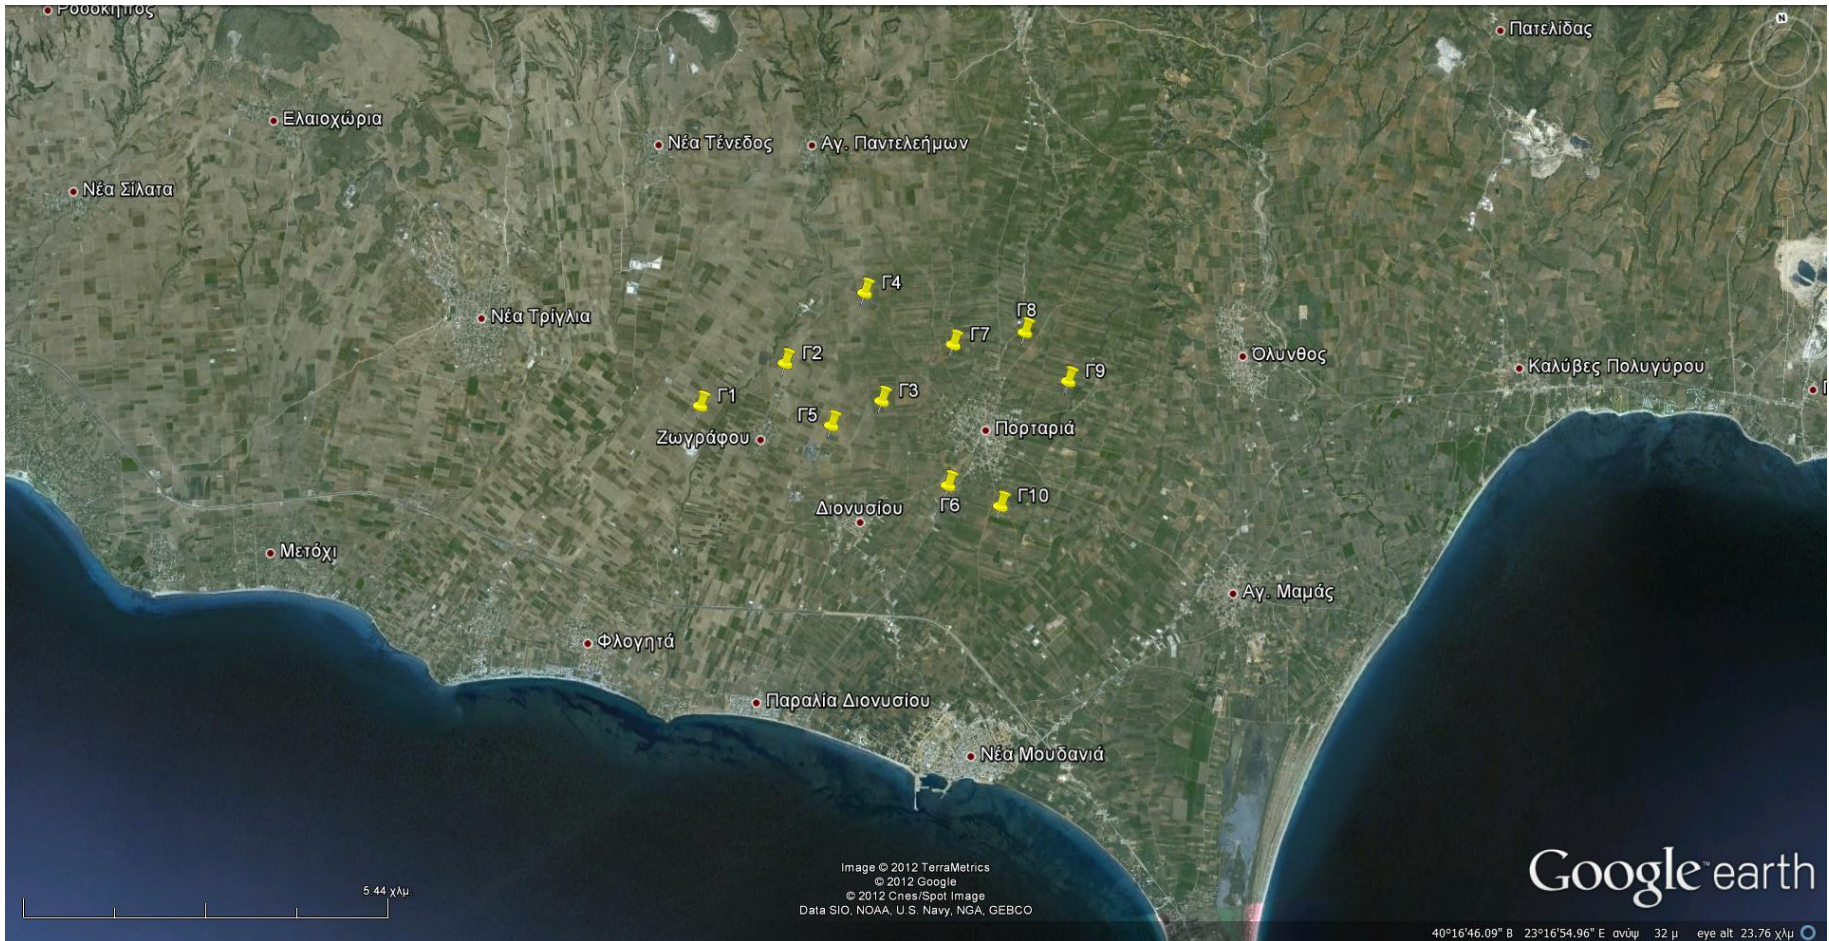 Ροδόκηπος
Πατελίδας
N
Ελαιοχώρια
Νέα Τένεδος
Αγ. Παντελεήμων
Νέα Σίλατα
Γ4
Νέα Τρίγλια
Γ8
Γ7
Γ2
Όλυνθος
Καλύβες Πολυγύρου
Γ9
Γ3
Γ1
Γ5
Ζωγράφου
Πορταριά
Γ10
Γ6
Διονυσίου
Μετόχι
Αγ. Μαμάς
Φλογητά
Παραλία Διονυσίου
Νέα Μουδανιά
Image © 2012 TerraMetrics
© 2012 Google
© 2012 Cnes/Spot Image
Data SIO, NOAA, U.S. Navy, NGA, GEBCO
5.44 χλμ.
Google™ earth
40°16'46.09" Β 23°16'54.96" Ε ανύψ 32 μ eye alt 23.76 χλμ